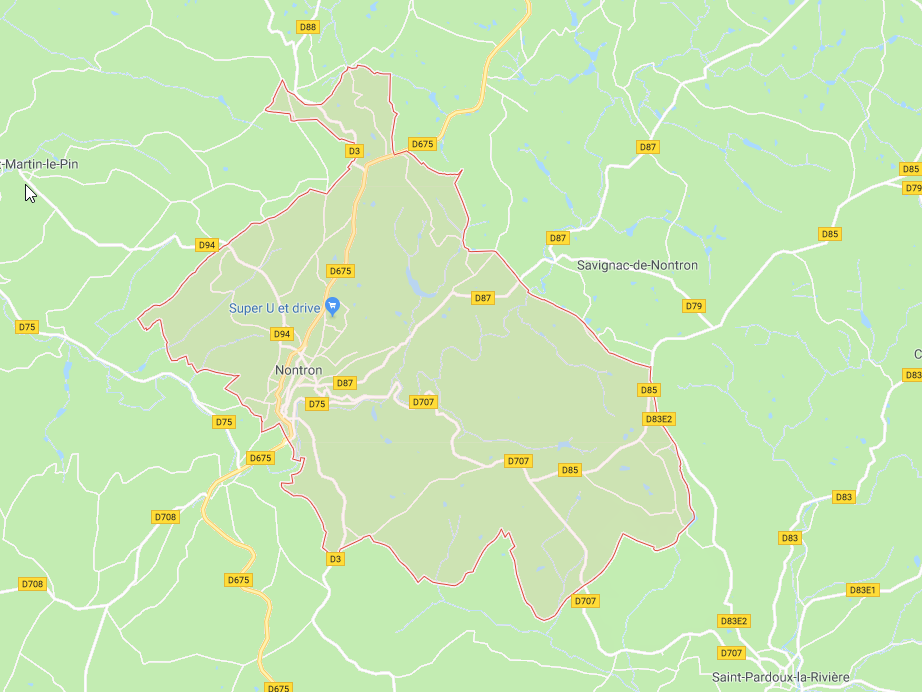 D88
D675
D3
D87
-Martin-le-Pin
D85
D79
D85
D94
D87
Savignac-de-Nontron
D675
D87
Super U et drive
D79
D75
D94
Nontron
D83
D87
D85
D75
D707
D83E2
D75
D675
D707
D85
D83
D708
D83
D3
D675
D708
D83E1
D707
D83E2
D707
Saint-Pardoux-la-Rivière
D675